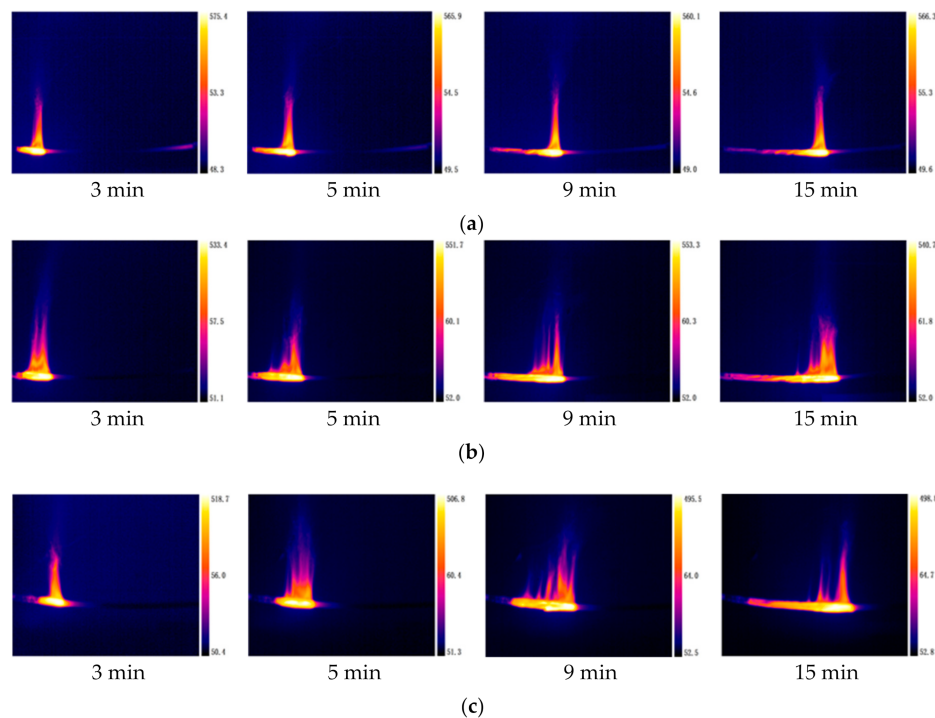 575.4 565.9 560.1 566.3
53.3 54.5 54.6 55.3
48.3 49.5 49.0 49.6
3 min 5 min 9 min 15 min
(a)
533.4 551.7 553.3 540.7
57.5 60.1 60.3 61.8
51.1 52.0 52.0 52.0
3 min 5 min 9 min 15 min
(b)
518.7 506.8 495.5
56.0 60.4 64.0 64.7
50.4 51.3 52.5 52.8
3 min 5 min 9 min 15 min
(c)